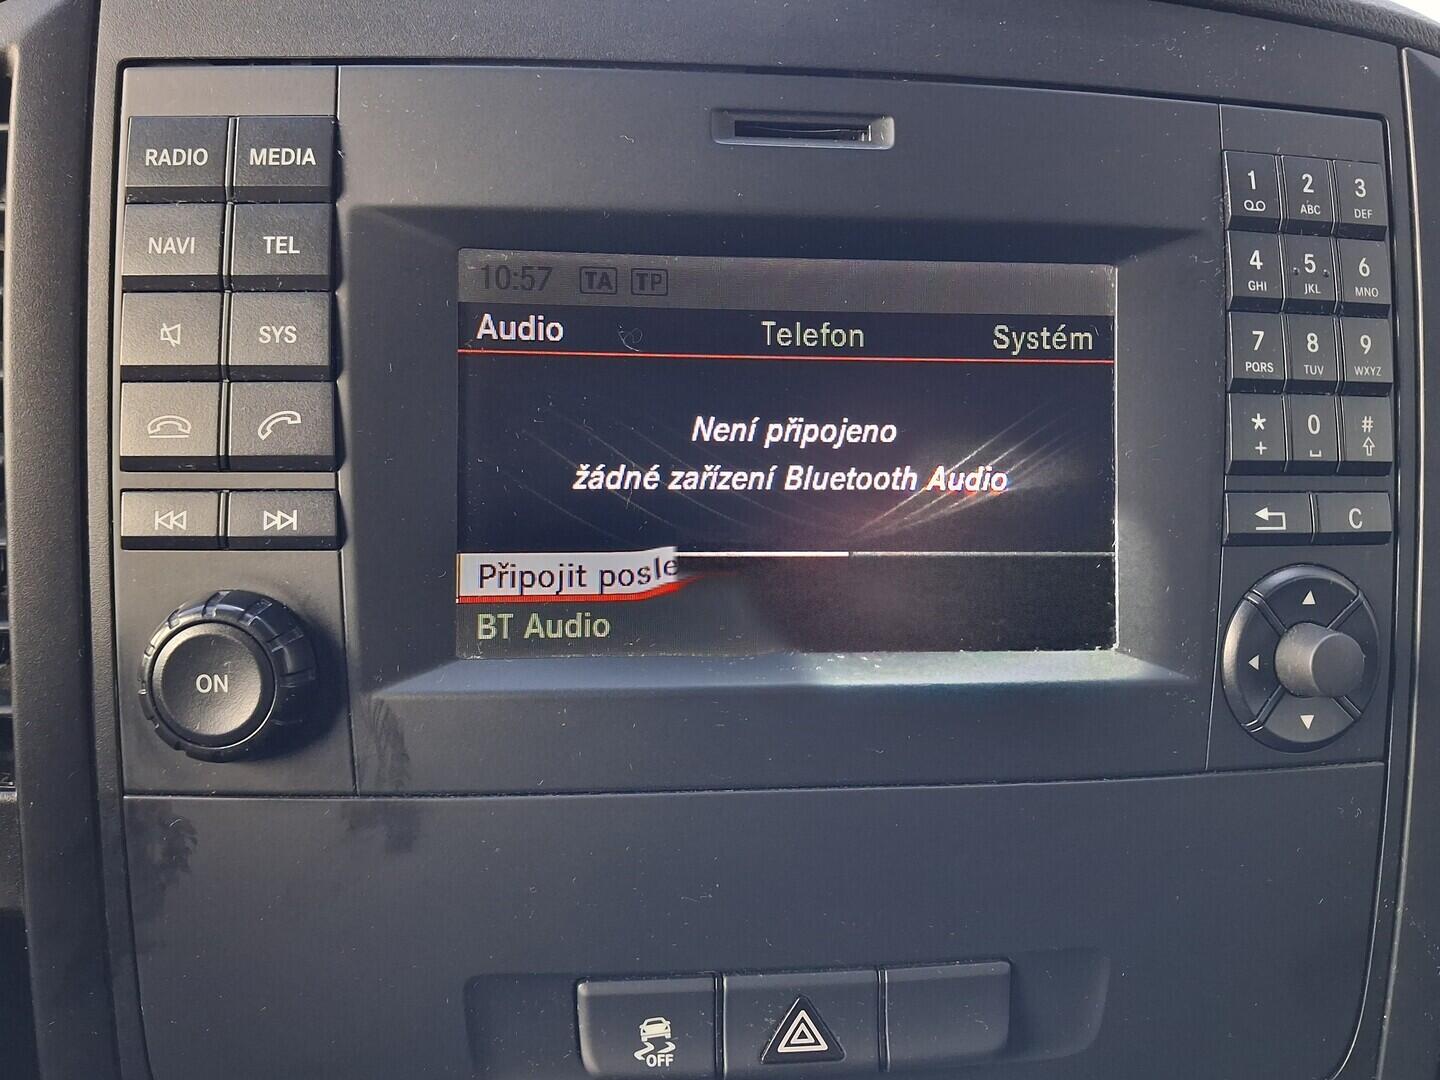 RADIO MEDIA
NAVI TEL
SYS
ON
10:57 TA TP
Audio Telefon Systém
Není připojeno
žádné zařízení Bluetooth Audio
Připojit posle
BT Audio
1 2 ABC 3 DEF
4 GHI 5 JKL 6 MNO
7 PQRS 8 TUV 9 WXYZ
* + 0 #
C
OFF